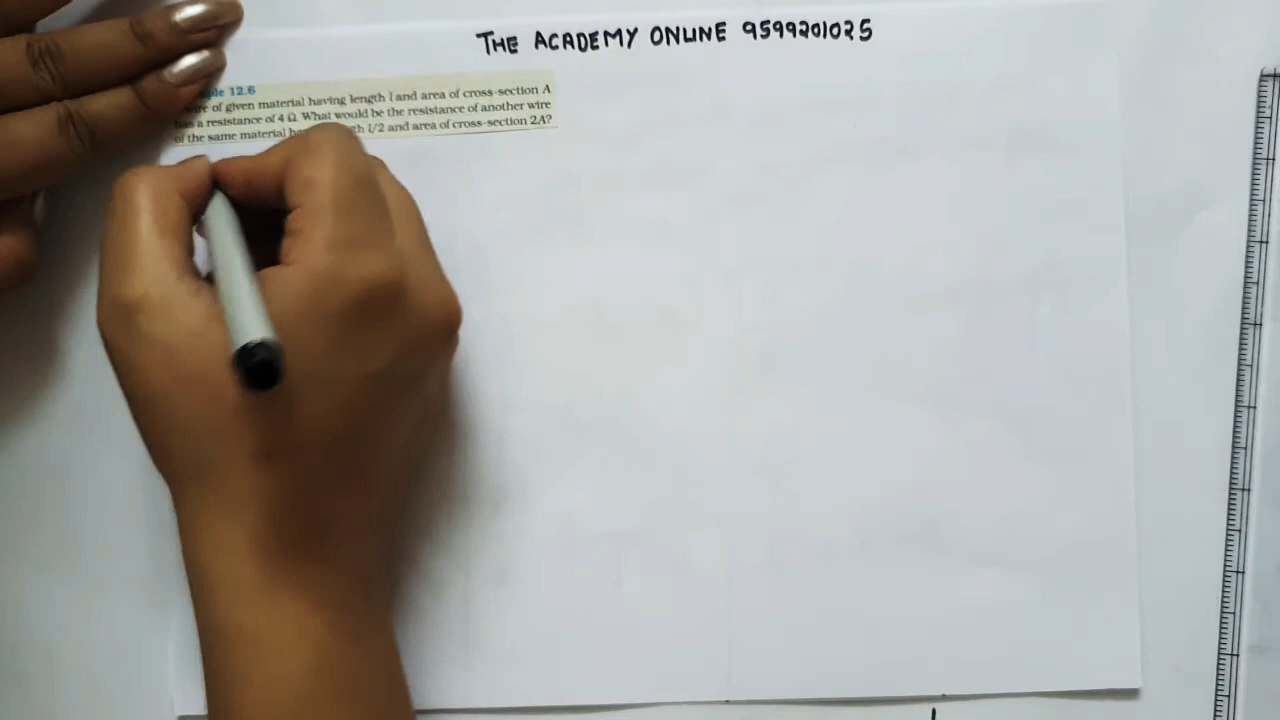 THE ACADEMY ONLINE 9599201025
12.6
of given material having length l and area of cross-section A
a resistance of 4 Ω. What would be the resistance of another wire
of the same material l/2 and area of cross-section 2A?